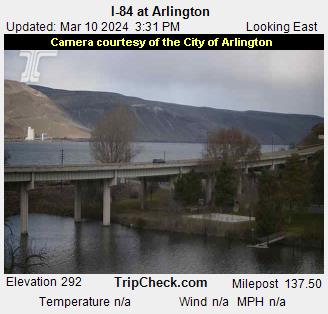 I-84 at Arlington
Updated: Mar 10 2024 3:31 PM Looking East
Camera courtesy of the City of Arlington
Elevation 292 TripCheck.com Milepost 137.50
Temperature n/a Wind n/a MPH n/a